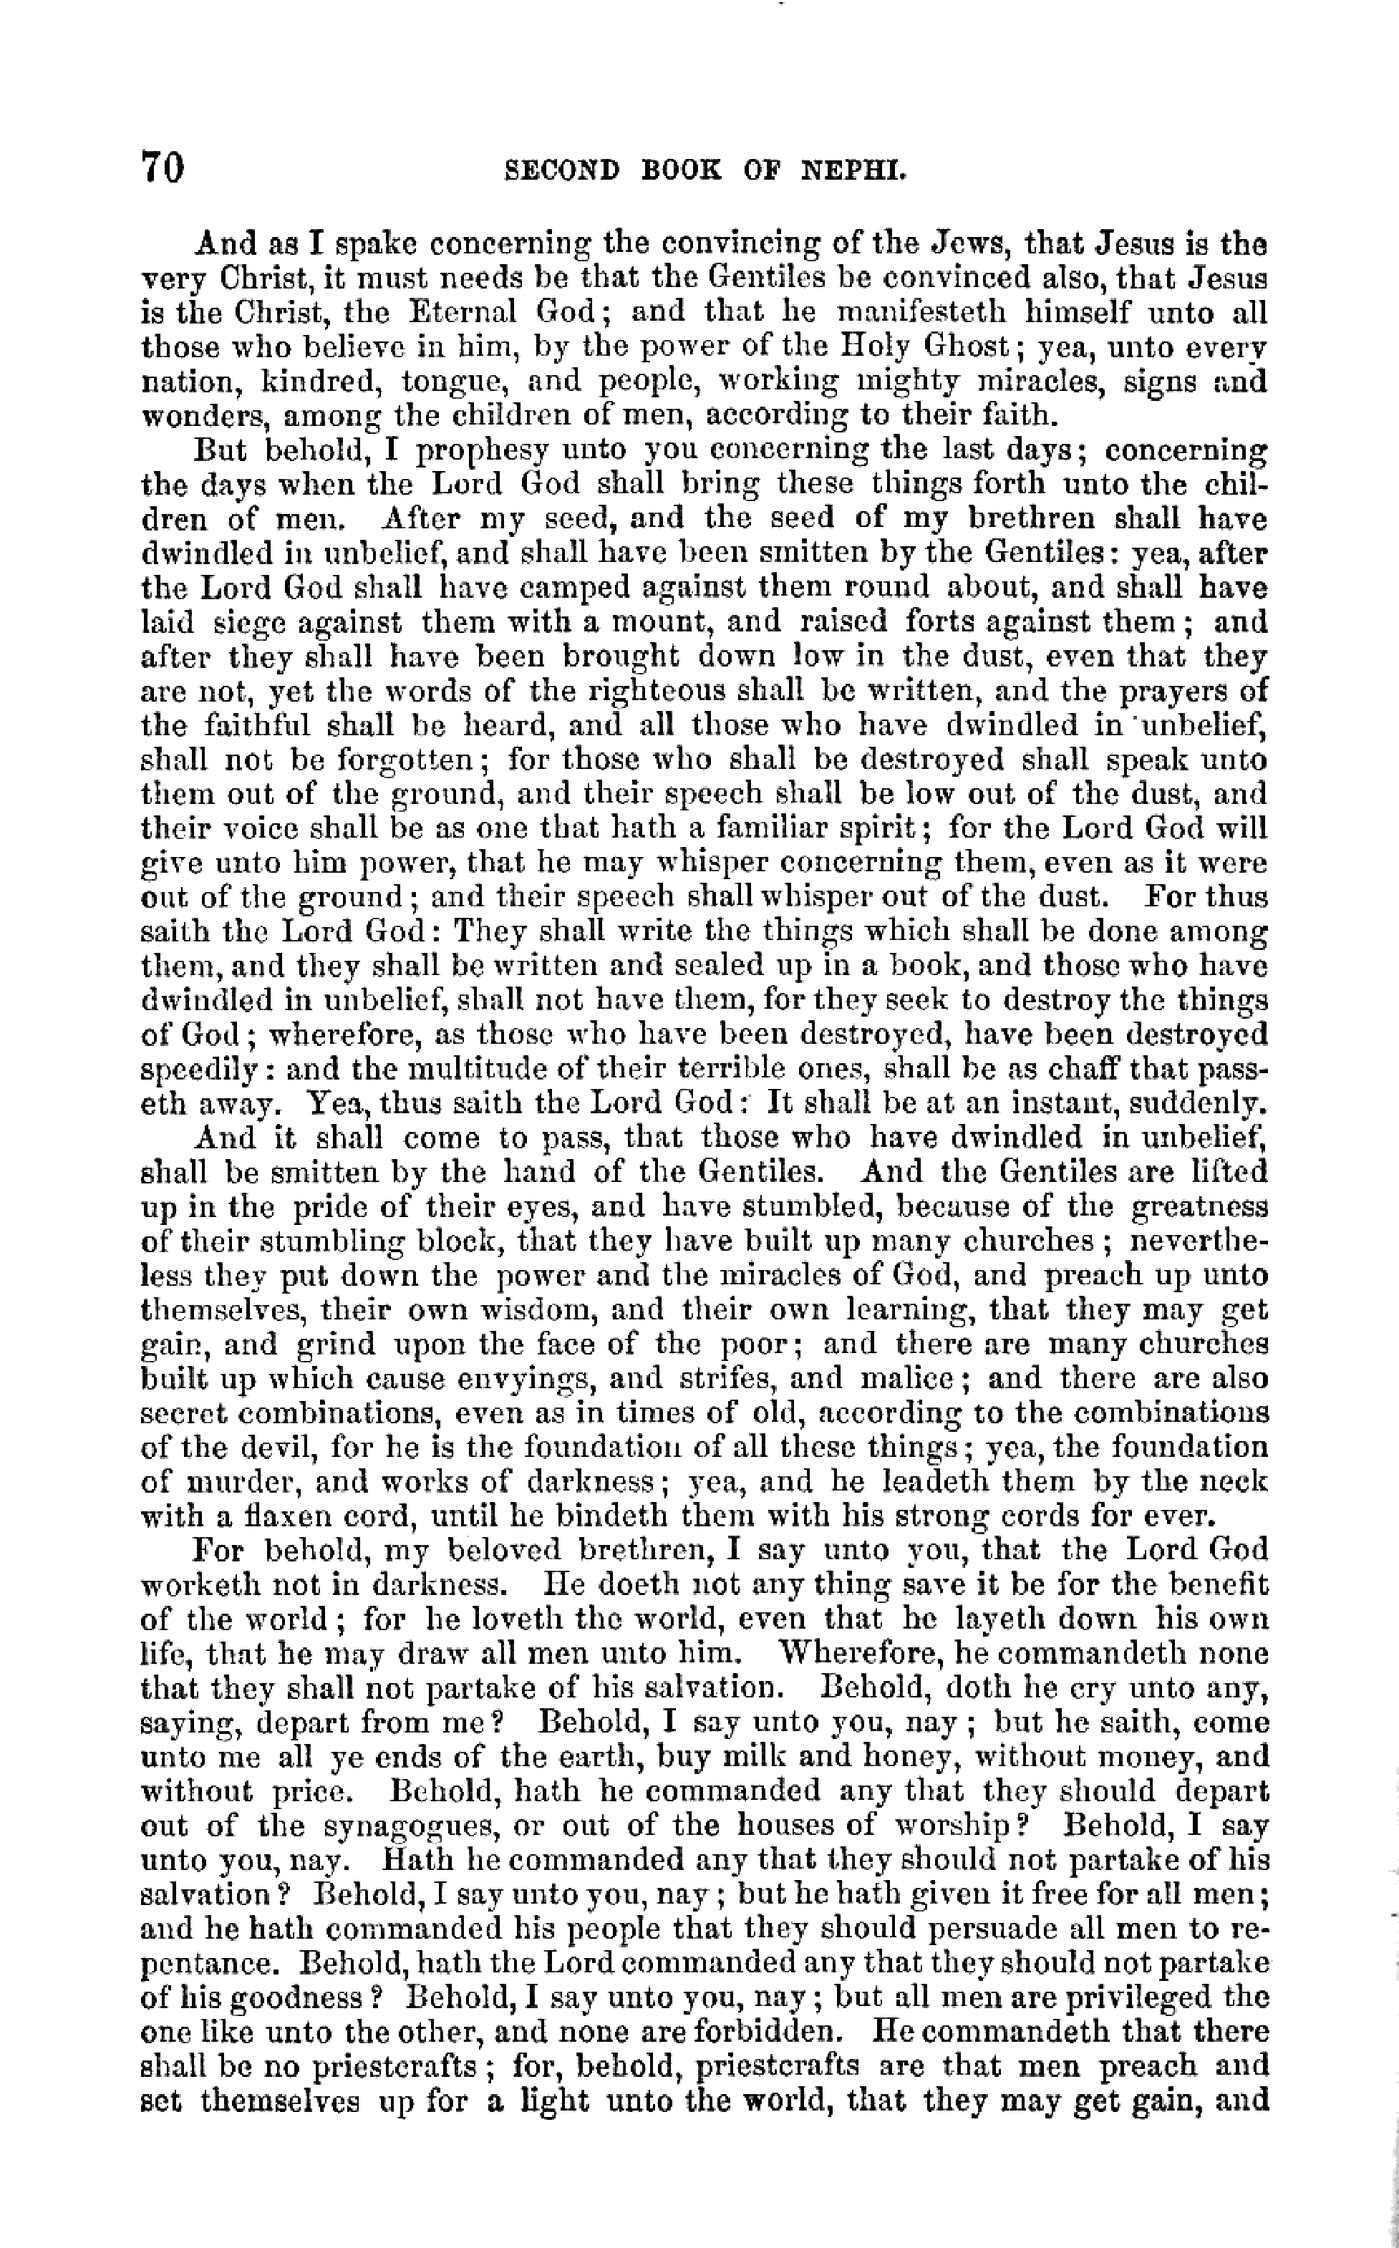 70 SECOND BOOK OF NEPHI.
And as I spake concerning the convincing of the Jews, that Jesus is the
very Christ, it must needs be that the Gentiles be convinced also, that Jesus
is the Christ, the Eternal God; and that he manifesteth himself unto all
those who believe in him, by the power of the Holy Ghost; yea, unto every
nation, kindred, tongue, and people, working mighty miracles, signs and
wonders, among the children of men, according to their faith.
But behold, I prophesy unto you concerning the last days; concerning
the days when the Lord God shall bring these things forth unto the chil-
dren of men. After my seed, and the seed of my brethren shall have
dwindled in unbelief, and shall have been smitten by the Gentiles: yea, after
the Lord God shall have camped against them round about, and shall have
laid siege against them with a mount, and raised forts against them; and
after they shall have been brought down low in the dust, even that they
are not, yet the words of the righteous shall be written, and the prayers of
the faithful shall be heard, and all those who have dwindled in unbelief,
shall not be forgotten; for those who shall be destroyed shall speak unto
them out of the ground, and their speech shall be low out of the dust, and
their voice shall be as one that hath a familiar spirit; for the Lord God will
give unto him power, that he may whisper concerning them, even as it were
out of the ground; and their speech shall whisper out of the dust. For thus
saith the Lord God: They shall write the things which shall be done among
them, and they shall be written and sealed up in a book, and those who have
dwindled in unbelief, shall not have them, for they seek to destroy the things
of God; wherefore, as those who have been destroyed, have been destroyed
speedily: and the multitude of their terrible ones, shall be as chaff that pass-
eth away. Yea, thus saith the Lord God: It shall be at an instant, suddenly.
And it shall come to pass, that those who have dwindled in unbelief,
shall be smitten by the hand of the Gentiles. And the Gentiles are lifted
up in the pride of their eyes, and have stumbled, because of the greatness
of their stumbling block, that they have built up many churches; neverthe-
less they put down the power and the miracles of God, and preach up unto
themselves, their own wisdom, and their own learning, that they may get
gain, and grind upon the face of the poor; and there are many churches
built up which cause envyings, and strifes, and malice; and there are also
secret combinations, even as in times of old, according to the combinations
of the devil, for he is the foundation of all these things; yea, the foundation
of murder, and works of darkness; yea, and he leadeth them by the neck
with a flaxen cord, until he bindeth them with his strong cords for ever.
For behold, my beloved brethren, I say unto you, that the Lord God
worketh not in darkness. He doeth not any thing save it be for the benefit
of the world; for he loveth the world, even that he layeth down his own
life, that he may draw all men unto him. Wherefore, he commandeth none
that they shall not partake of his salvation. Behold, doth he cry unto any,
saying, depart from me? Behold, I say unto you, nay; but he saith, come
unto me all ye ends of the earth, buy milk and honey, without money, and
without price. Behold, hath he commanded any that they should depart
out of the synagogues, or out of the houses of worship? Behold, I say
unto you, nay. Hath he commanded any that they should not partake of his
salvation? Behold, I say unto you, nay; but he hath given it free for all men;
and he hath commanded his people that they should persuade all men to re-
pentance. Behold, hath the Lord commanded any that they should not partake
of his goodness? Behold, I say unto you, nay; but all men are privileged the
one like unto the other, and none are forbidden. He commandeth that there
shall be no priestcrafts; for, behold, priestcrafts are that men preach and
set themselves up for a light unto the world, that they may get gain, and